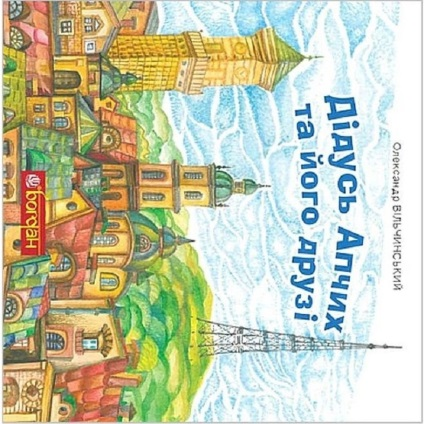 Олександр ВІЛЬЧИНСЬКИЙ
Дідусь Апчих
та його друзі
богдан